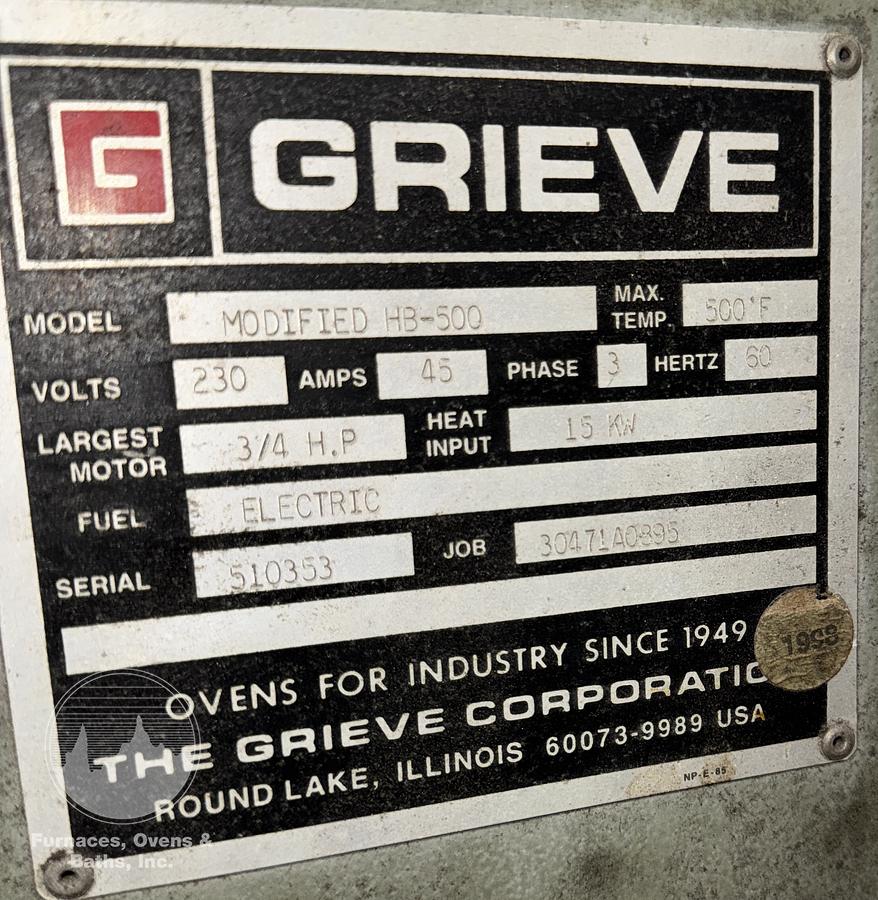 G GRIEVE
MODEL MODIFIED HB-500 MAX. TEMP. 500°F
VOLTS 230 AMPS 45 PHASE 3 HERTZ 60
LARGEST MOTOR 3/4 H.P HEAT INPUT 15 KW
FUEL ELECTRIC
SERIAL 510353 JOB 30471A0895
OVENS FOR INDUSTRY SINCE 1949
1998
THE GRIEVE CORPORATIO
ROUND LAKE, ILLINOIS 60073-9989 USA
NP-E-85
Furnaces, Ovens &
Baths, Inc.